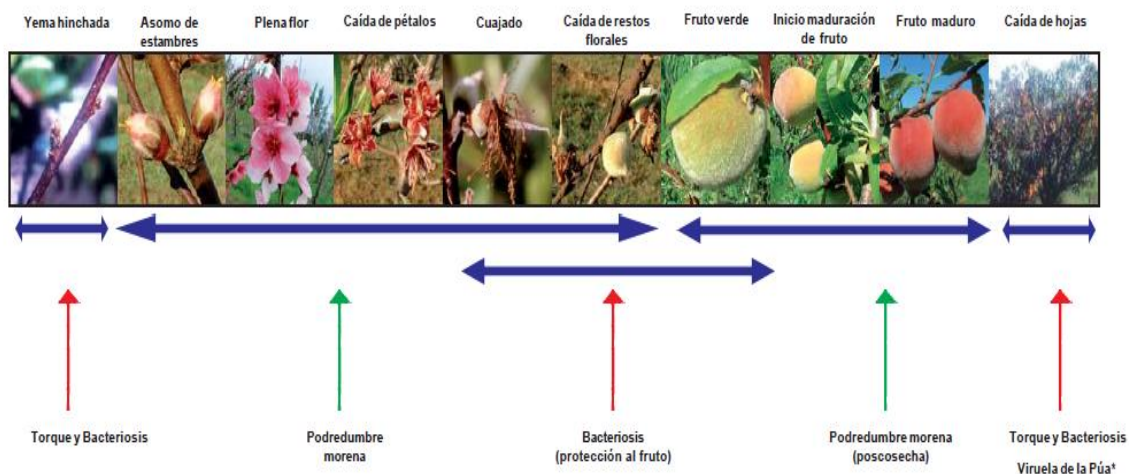 Yema hinchada
Asomo de
estambres
Plena flor
Caída de pétalos
Cuajado
Caída de restos
florales
Fruto verde
Inicio maduración
de fruto
Fruto maduro
Caída de hojas
Torque y Bacteriosis
Podredumbre
morena
Bacteriosis
(protección al fruto)
Podredumbre morena
(poscosecha)
Torque y Bacteriosis
Viruela de la Púa*